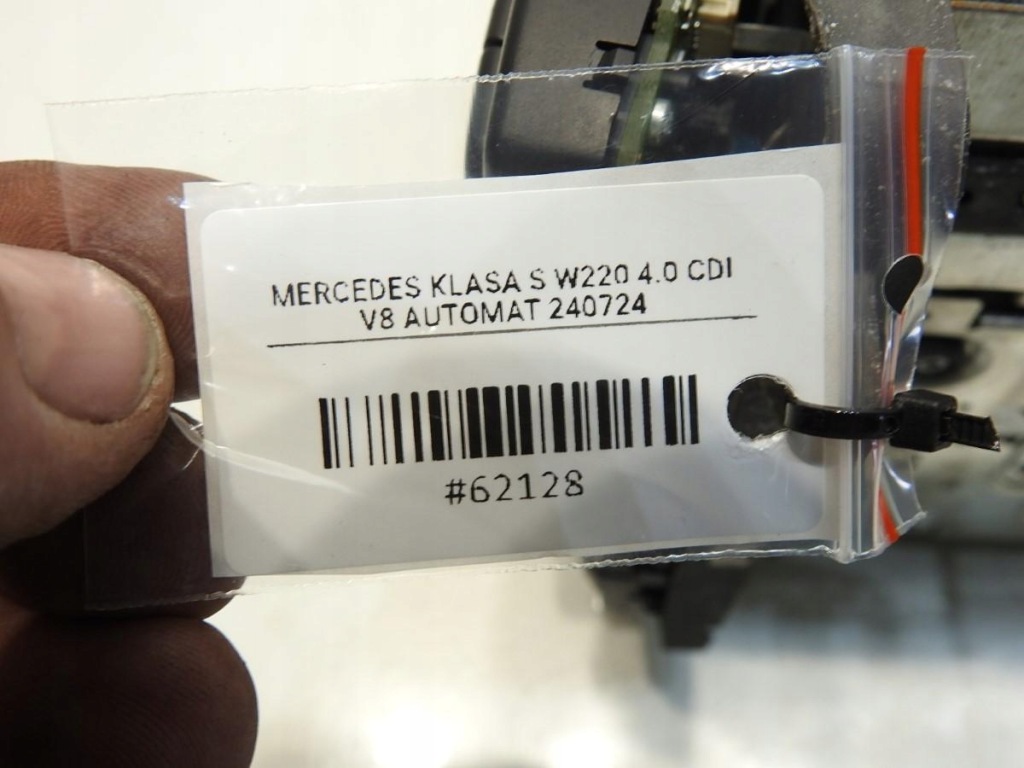 MERCEDES KLASA S W220 4.0 CDI
V8 AUTOMAT 240724
#62128